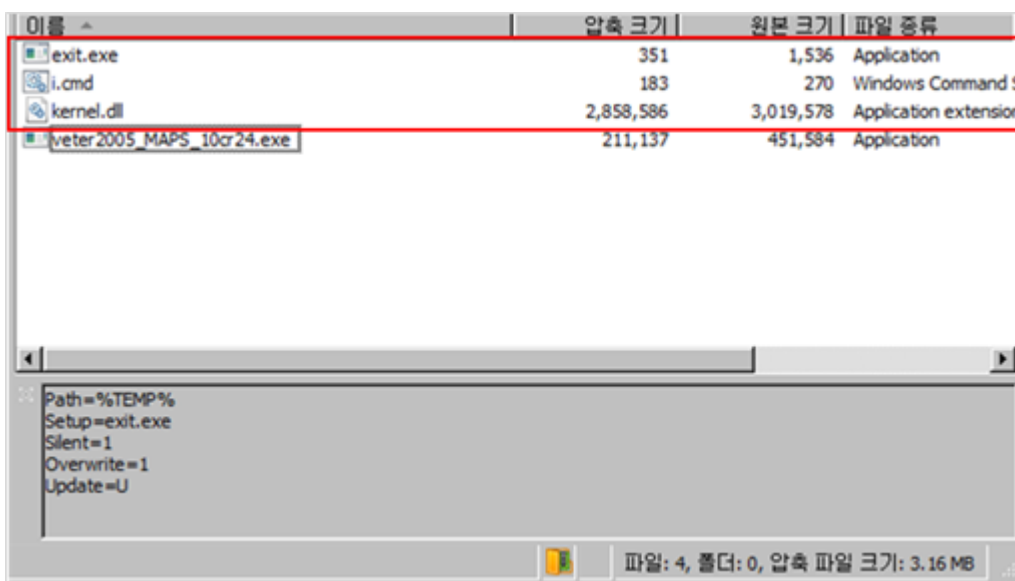 이름 압축 크기 원본 크기 파일 종류
exit.exe 351 1,536 Application
i.cmd 183 270 Windows Command
kernel.dll 2,858,586 3,019,578 Application extension
veter2005_MAPS_10cr24.exe 211,137 451,584 Application
Path=%TEMP%
Setup=exit.exe
Silent=1
Overwrite=1
Update=U
파일: 4, 폴더: 0, 압축 파일 크기: 3.16 MB